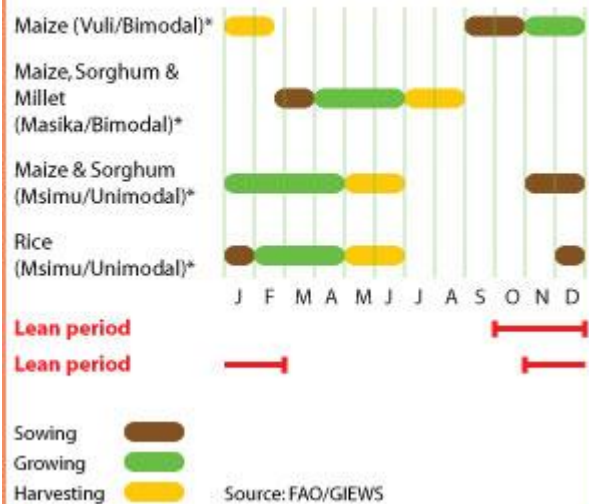 Maize (Vuli/Bimodal)*
Maize, Sorghum &
Millet
(Masika/Bimodal)*
Maize & Sorghum
(Msimu/Unimodal)*
Rice
(Msimu/Unimodal)*
J F M A M J J A S O N D
Lean period
Lean period
Sowing
Growing
Harvesting Source: FAO/GIEWS